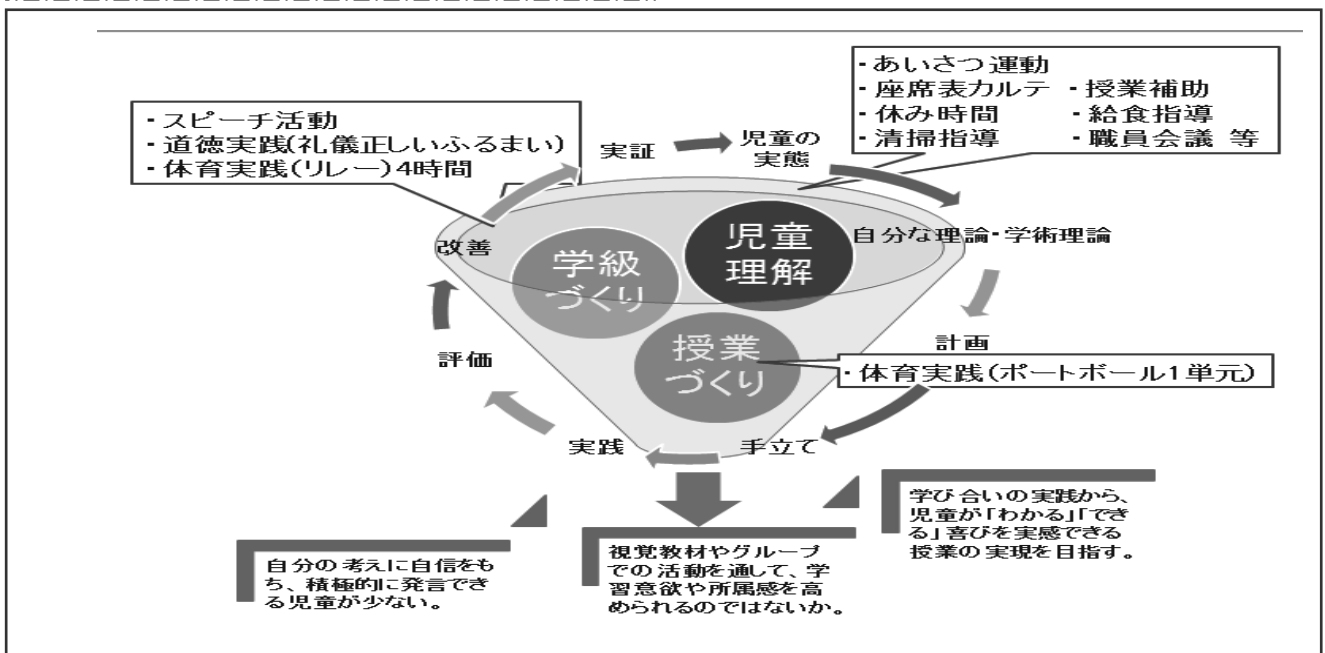 ・スピーチ活動
・道徳実践(礼儀正しいふるまい)
・体育実践(リレー)4時間
・あいさつ運動
・座席表カルテ ・授業補助
・休み時間 ・給食指導
・清掃指導 ・職員会議 等
実証
児童の
実態
自分な理論・学術理論
計画
手立て
実践
評価
改善
学級
づくり
児童
理解
授業
づくり
・体育実践(ポートボール1単元)
自分の考えに自信をも
ち、積極的に発言でき
る児童が少ない。
視覚教材やグループ
での活動を通して、学
習意欲や所属感を高
められるのではないか。
学び合いの実践から、
児童が「わかる」「でき
る」喜びを実感できる
授業の実現を目指す。